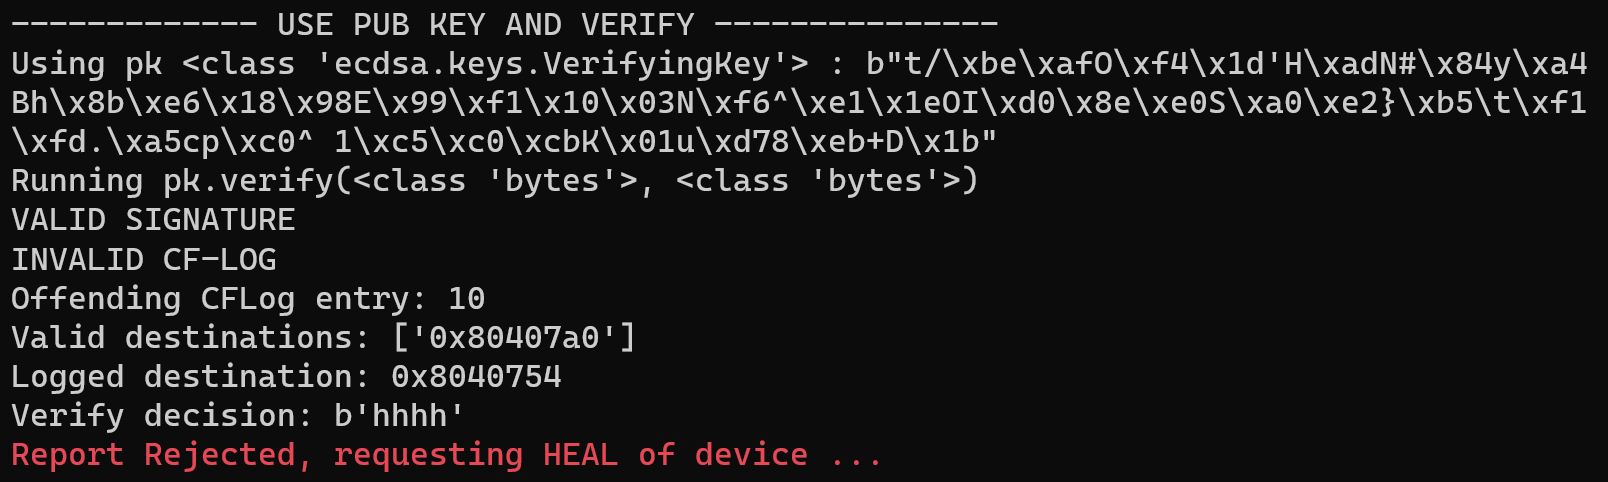 ------------- USE PUB KEY AND VERIFY ---------------
Using pk <class 'ecdsa.keys.VerifyingKey'> : b"t/\xbe\xafO\xf4\x1d'H\xadN#\x84y\xa4
Bh\x8b\xe6\x18\x98E\x99\xf1\x10\x03N\xf6^\xe1\x1eOI\xd0\x8e\xe0S\xa0\xe2}\xb5\t\xf1
\xfd.\xa5cp\xc0^ 1\xc5\xc0\xcbK\x01u\xd78\xeb+D\x1b"
Running pk.verify(<class 'bytes'>, <class 'bytes'>)
VALID SIGNATURE
INVALID CF-LOG
Offending CFLog entry: 10
Valid destinations: ['0x80407a0']
Logged destination: 0x8040754
Verify decision: b'hhhh'
Report Rejected, requesting HEAL of device ...